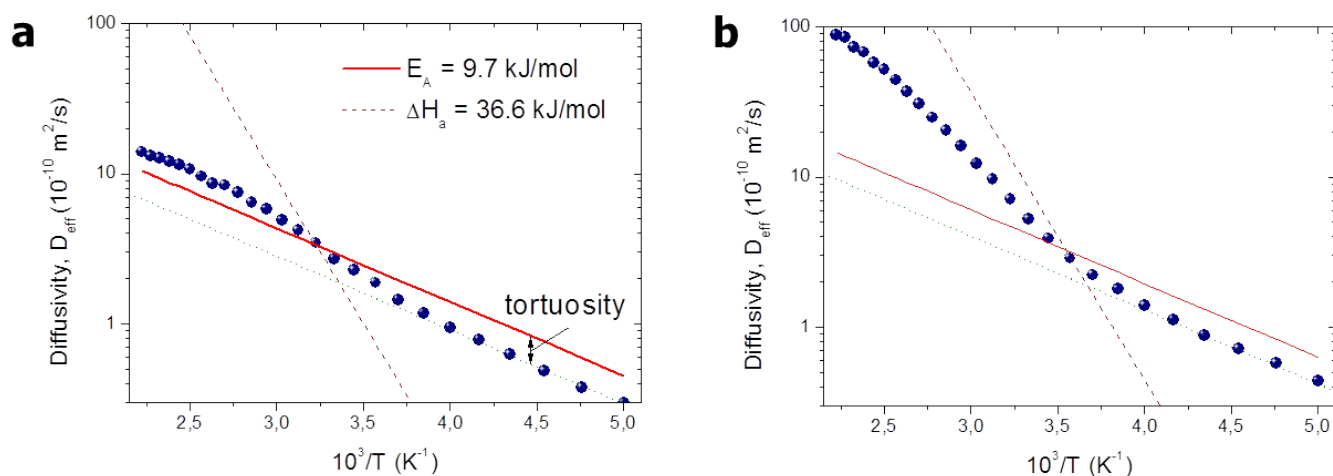 a
100
10
1
Diffusivity, D_eff (10^-10 m^2/s)
E_A = 9.7 kJ/mol
ΔH_a = 36.6 kJ/mol
tortuosity
2,5 3,0 3,5 4,0 4,5 5,0
10^3/T (K^-1)
b
100
10
1
Diffusivity, D_eff (10^-10 m^2/s)
2,5 3,0 3,5 4,0 4,5 5,0
10^3/T (K^-1)